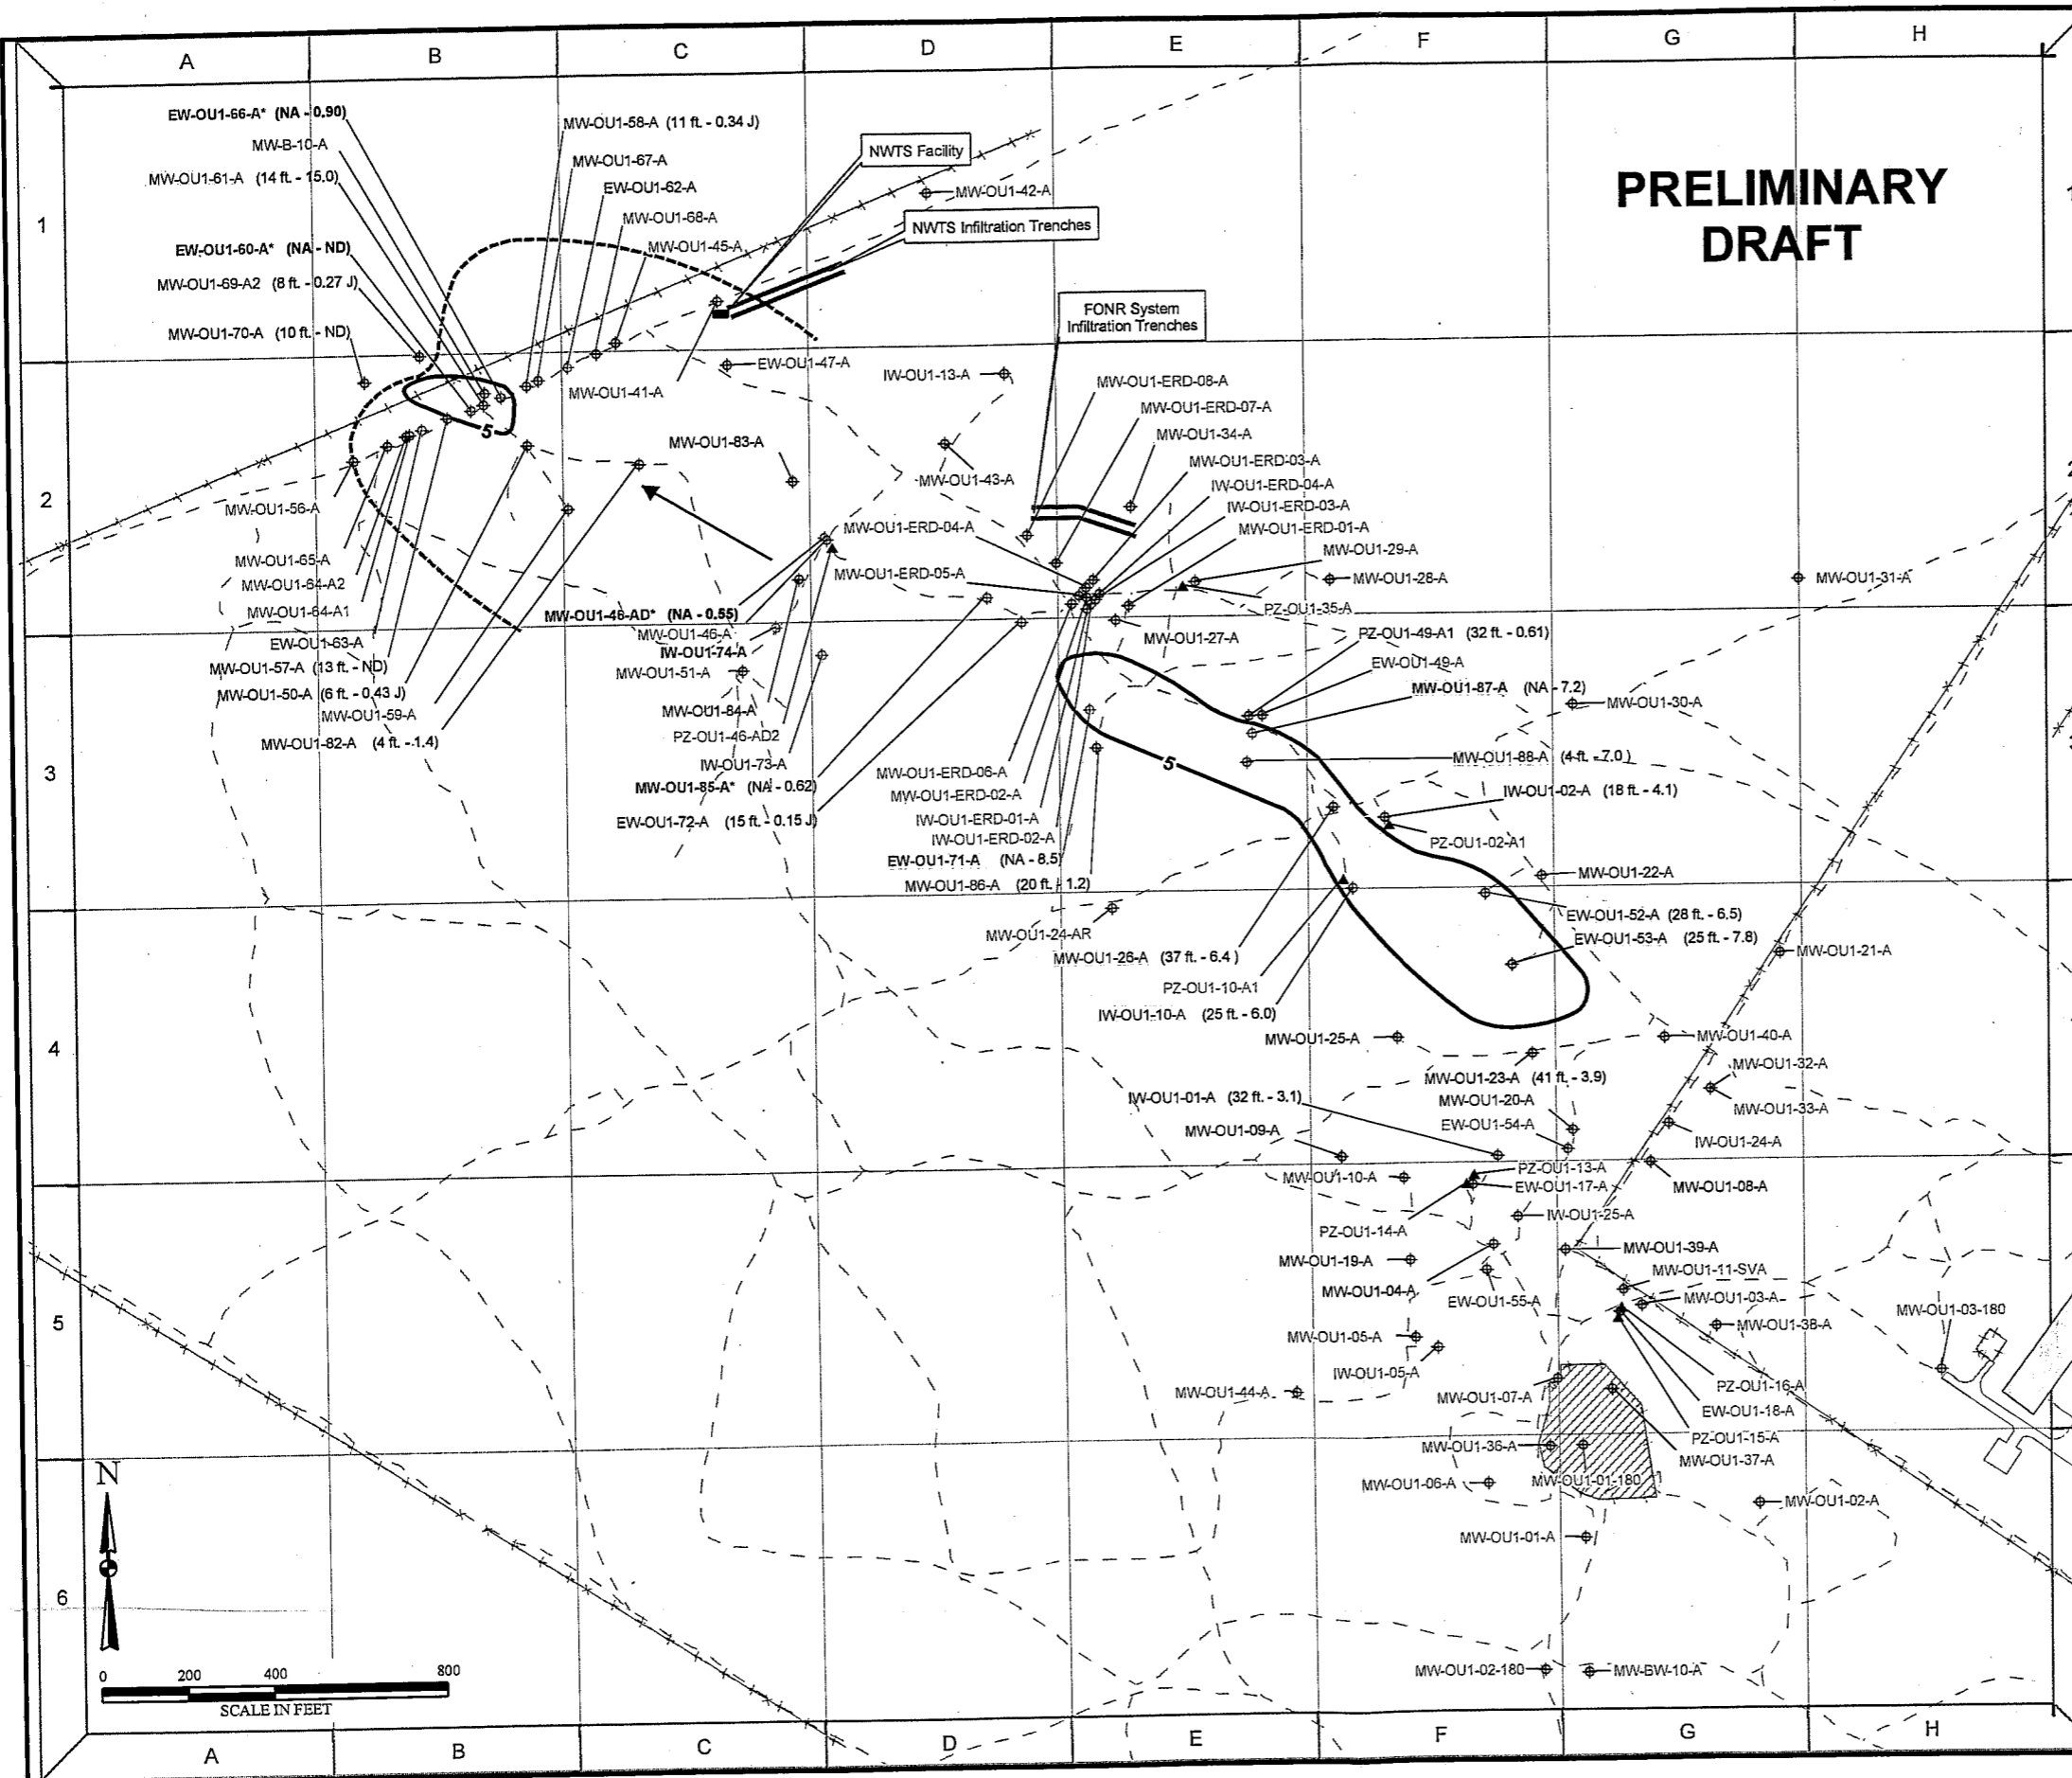 A B C D E F G H
EW-OU1-66-A* (NA - 0.90)
MW-B-10-A
MW-OU1-61-A (14 ft. - 15.0)
EW-OU1-60-A* (NA - ND)
MW-OU1-69-A2 (8 ft. - 0.27 J)
MW-OU1-70-A (10 ft. - ND)
MW-OU1-58-A (11 ft. - 0.34 J)
MW-OU1-67-A
EW-OU1-62-A
MW-OU1-68-A
MW-OU1-45-A
NWTS Facility
MW-OU1-42-A
NWTS Infiltration Trenches
PRELIMINARY
DRAFT
1
1
FONR System
Infiltration Trenches
EW-OU1-47-A
MW-OU1-41-A
IW-OU1-13-A
MW-OU1-ERD-08-A
MW-OU1-ERD-07-A
MW-OU1-34-A
MW-OU1-ERD-03-A
IW-OU1-ERD-04-A
IW-OU1-ERD-03-A
MW-OU1-ERD-01-A
MW-OU1-29-A
MW-OU1-28-A
MW-OU1-31-A
PZ-OU1-35-A
5
MW-OU1-83-A
MW-OU1-43-A
2
2
MW-OU1-56-A
MW-OU1-ERD-04-A
MW-OU1-65-A
MW-OU1-64-A2
MW-OU1-64-A1
EW-OU1-63-A
MW-OU1-57-A (13 ft. - ND)
MW-OU1-50-A (6 ft. - 0.43 J)
MW-OU1-59-A
MW-OU1-82-A (4 ft. - 1.4)
MW-OU1-ERD-05-A
MW-OU1-46-AD* (NA - 0.55)
MW-OU1-46-A
IW-OU1-74-A
MW-OU1-51-A
MW-OU1-84-A
PZ-OU1-46-AD2
IW-OU1-73-A
MW-OU1-85-A* (NA - 0.62)
EW-OU1-72-A (15 ft. - 0.15 J)
MW-OU1-27-A
PZ-OU1-49-A1 (32 ft. - 0.61)
EW-OU1-49-A
MW-OU1-87-A (NA - 7.2)
MW-OU1-30-A
3
3
5
MW-OU1-88-A (4 ft. - 7.0)
IW-OU1-02-A (18 ft. - 4.1)
PZ-OU1-02-A1
MW-OU1-ERD-06-A
MW-OU1-ERD-02-A
IW-OU1-ERD-01-A
IW-OU1-ERD-02-A
EW-OU1-71-A (NA - 8.5)
MW-OU1-86-A (20 ft. - 1.2)
MW-OU1-22-A
EW-OU1-52-A (28 ft. - 6.5)
EW-OU1-53-A (25 ft. - 7.8)
MW-OU1-21-A
MW-OU1-24-AR
MW-OU1-26-A (37 ft. - 6.4)
PZ-OU1-10-A1
IW-OU1-10-A (25 ft. - 6.0)
4
MW-OU1-25-A
MW-OU1-40-A
MW-OU1-23-A (41 ft. - 3.9)
MW-OU1-32-A
IW-OU1-01-A (32 ft. - 3.1)
MW-OU1-20-A
MW-OU1-33-A
EW-OU1-54-A
MW-OU1-09-A
IW-OU1-24-A
MW-OU1-10-A
PZ-OU1-13-A
EW-OU1-17-A
MW-OU1-08-A
IW-OU1-25-A
PZ-OU1-14-A
MW-OU1-39-A
MW-OU1-19-A
MW-OU1-11-SVA
MW-OU1-04-A
MW-OU1-03-A
EW-OU1-55-A
MW-OU1-03-180
5
MW-OU1-38-A
MW-OU1-05-A
IW-OU1-05-A
MW-OU1-44-A
MW-OU1-07-A
PZ-OU1-16-A
EW-OU1-18-A
PZ-OU1-15-A
MW-OU1-36-A
MW-OU1-37-A
MW-OU1-06-A
MW-OU1-01-180
MW-OU1-02-A
MW-OU1-01-A
N
6
0 200 400 800
SCALE IN FEET
MW-OU1-02-180
MW-BW-10-A
A B C D E F G H